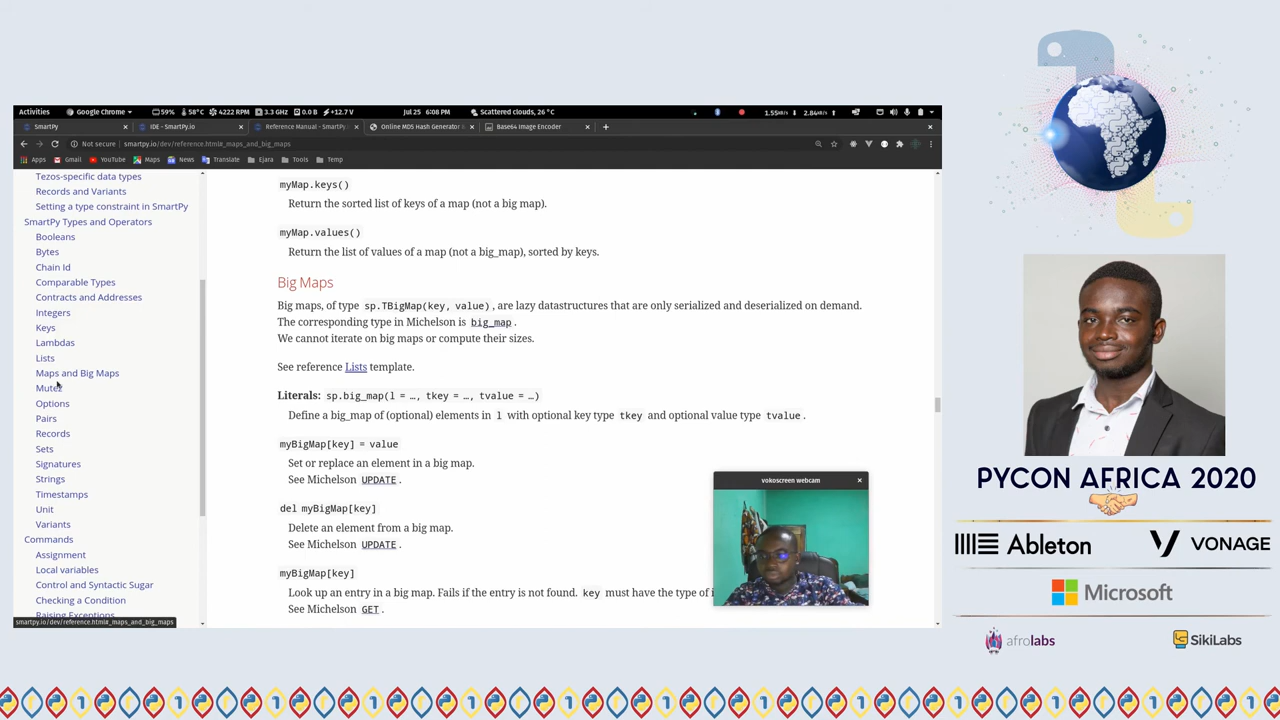 Activities
Google Chrome
59% 58°C 4222 RPM 3.3 GHz 0.0 B +12.7 V
Jul 25 6:08 PM
Scattered clouds, 26 °C
SmartPy
IDE - SmartPy.io
Reference Manual - SmartPy
Online MD5 Hash Generator
Base64 Image Encoder
Not secure smartpy.io/dev/reference.html#_maps_and_big_maps
Apps Gmail YouTube Maps News Translate Ejara Tools Temp
Tezos-specific data types
Records and Variants
Setting a type constraint in SmartPy
SmartPy Types and Operators
Booleans
Bytes
Chain Id
Comparable Types
Contracts and Addresses
Integers
Keys
Lambdas
Lists
Maps and Big Maps
Mutez
Options
Pairs
Records
Sets
Signatures
Strings
Timestamps
Unit
Variants
Commands
Assignment
Local variables
Control and Syntactic Sugar
Checking a Condition
Raising Exceptions
smartpy.io/dev/reference.html#_maps_and_big_maps
myMap.keys()
Return the sorted list of keys of a map (not a big map).
myMap.values()
Return the list of values of a map (not a big_map), sorted by keys.
Big Maps
Big maps, of type sp.TBigMap(key, value), are lazy datastructures that are only serialized and deserialized on demand.
The corresponding type in Michelson is big_map.
We cannot iterate on big maps or compute their sizes.
See reference Lists template.
Literals: sp.big_map(l = …, tkey = …, tvalue = …)
Define a big_map of (optional) elements in l with optional key type tkey and optional value type tvalue.
myBigMap[key] = value
Set or replace an element in a big map.
See Michelson UPDATE.
del myBigMap[key]
Delete an element from a big map.
See Michelson UPDATE.
myBigMap[key]
Look up an entry in a big map. Fails if the entry is not found. key must have the type of i
See Michelson GET.
vokoscreen webcam
PYCON AFRICA 2020
Ableton
VONAGE
Microsoft
afrolabs
SikiLabs